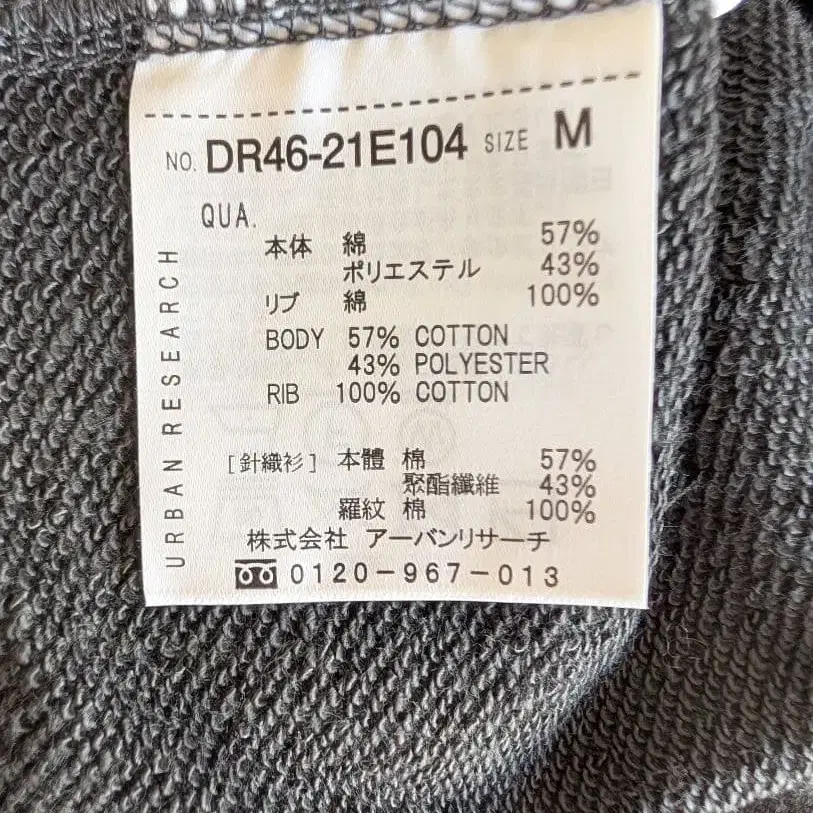 NO. DR46-21E104 SIZE M
QUA.
本体 綿 57%
ポリエステル 43%
リブ 綿 100%
BODY 57% COTTON
43% POLYESTER
RIB 100% COTTON
[針織衫] 本體 棉 57%
聚酯纖維 43%
羅紋 棉 100%
株式会社 アーバンリサーチ
0120-967-013
URBAN RESEARCH